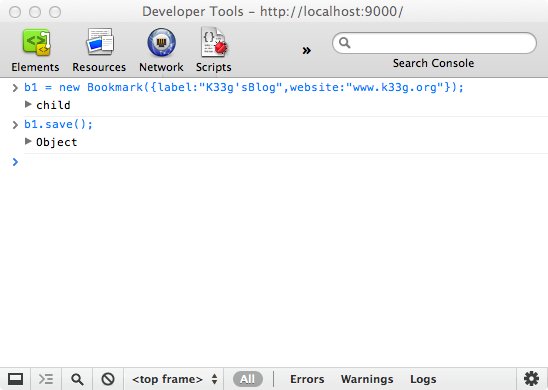 Developer Tools – http://localhost:9000/
Elements Resources Network Scripts » Search Console
> b1 = new Bookmark({label:"K33g'sBlog",website:"www.k33g.org"});
▶ child
> b1.save();
▶ Object
>
<top frame> All Errors Warnings Logs